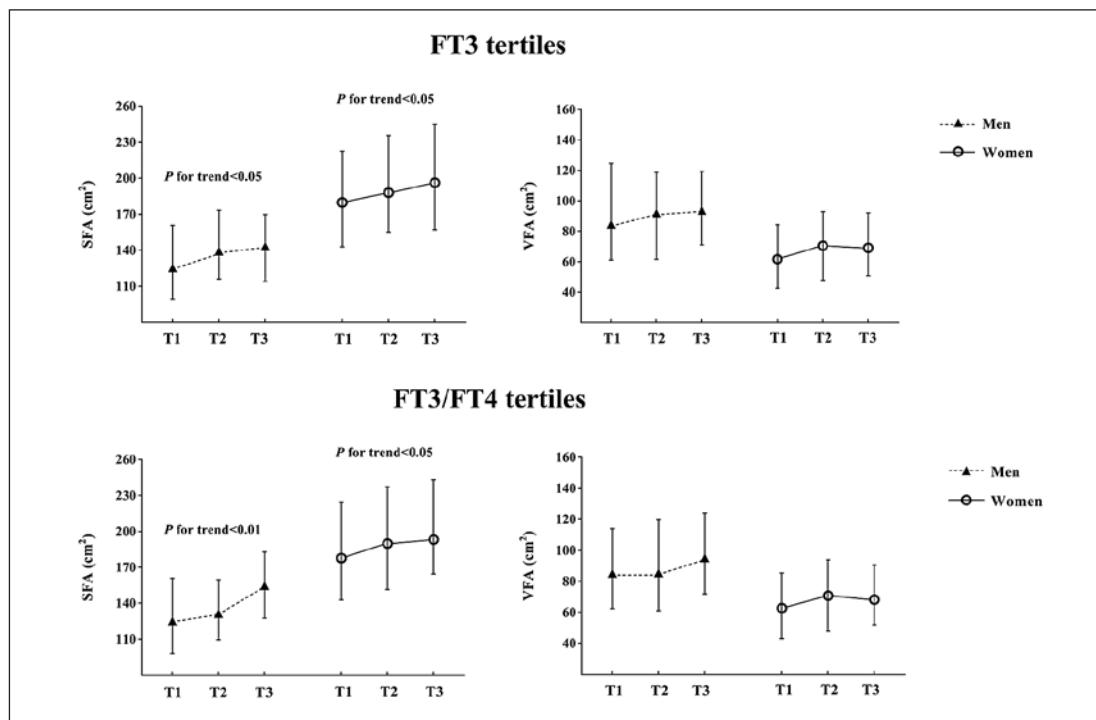 FT3 tertiles
P for trend<0.05
260
230
200
170
140
110
SFA (cm²)
P for trend<0.05
T1 T2 T3 T1 T2 T3
160
140
120
100
80
60
40
VFA (cm²)
T1 T2 T3 T1 T2 T3
Men
Women
FT3/FT4 tertiles
P for trend<0.05
260
230
200
170
140
110
SFA (cm²)
P for trend<0.01
T1 T2 T3 T1 T2 T3
160
140
120
100
80
60
40
VFA (cm²)
T1 T2 T3 T1 T2 T3
Men
Women